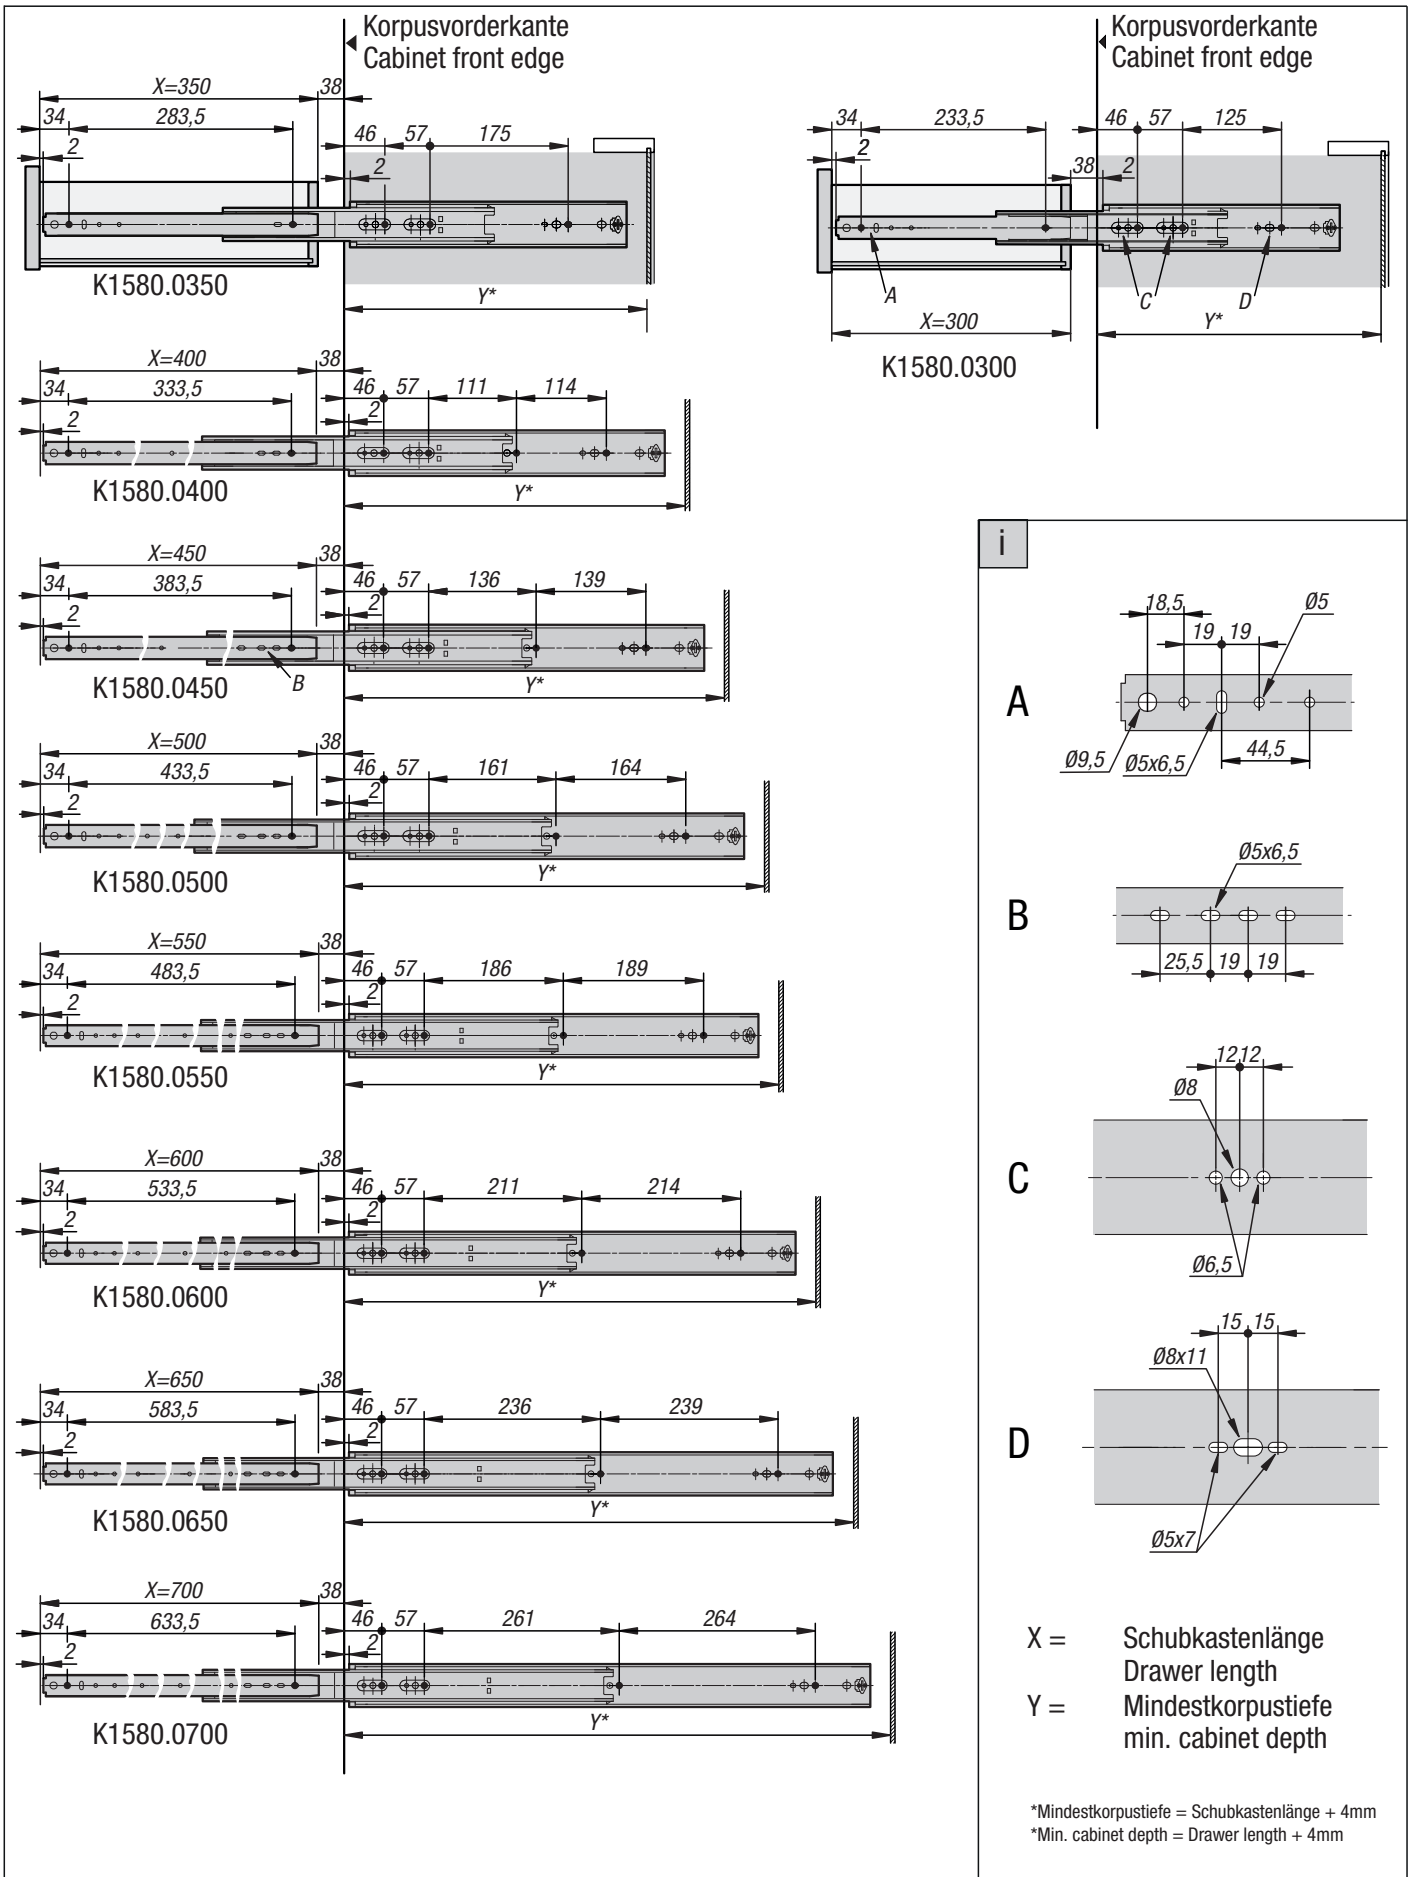 Korpusvorderkante
Cabinet front edge
X=350
38
34
283,5
46
57
175
2
2
K1580.0350
Y*
Korpusvorderkante
Cabinet front edge
34
233,5
46
57
125
2
38
2
A
C
D
X=300
Y*
K1580.0300
X=400
38
34
333,5
46
57
111
114
2
2
K1580.0400
Y*
X=450
38
34
383,5
46
57
136
139
2
2
K1580.0450
B
Y*
X=500
38
34
433,5
46
57
161
164
2
2
K1580.0500
Y*
X=550
38
34
483,5
46
57
186
189
2
2
K1580.0550
Y*
X=600
38
34
533,5
46
57
211
214
2
2
K1580.0600
Y*
X=650
38
34
583,5
46
57
236
239
2
2
K1580.0650
Y*
X=700
38
34
633,5
46
57
261
264
2
2
K1580.0700
Y*
i
A
18,5
Ø5
19
19
Ø9,5
Ø5x6,5
44,5
B
Ø5x6,5
25,5
19
19
C
12
12
Ø8
Ø6,5
D
15
15
Ø8x11
Ø5x7
X = Schubkastenlänge
Drawer length
Y = Mindestkorpustiefe
min. cabinet depth
*Mindestkorpustiefe = Schubkastenlänge + 4mm
*Min. cabinet depth = Drawer length + 4mm